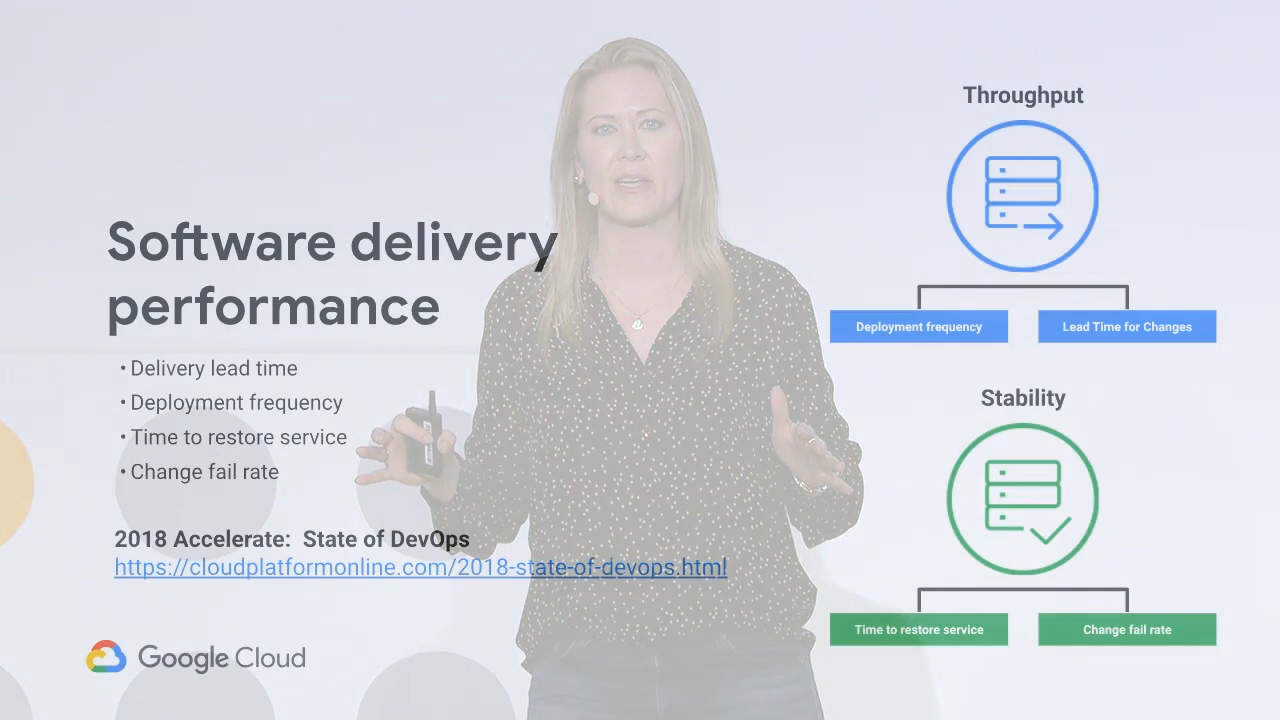 Software delivery
performance
• Delivery lead time
• Deployment frequency
• Time to restore service
• Change fail rate
2018 Accelerate:  State of DevOps
https://cloudplatformonline.com/2018-state-of-devops.html
Google Cloud
Throughput
Deployment frequency
Lead Time for Changes
Stability
Time to restore service
Change fail rate